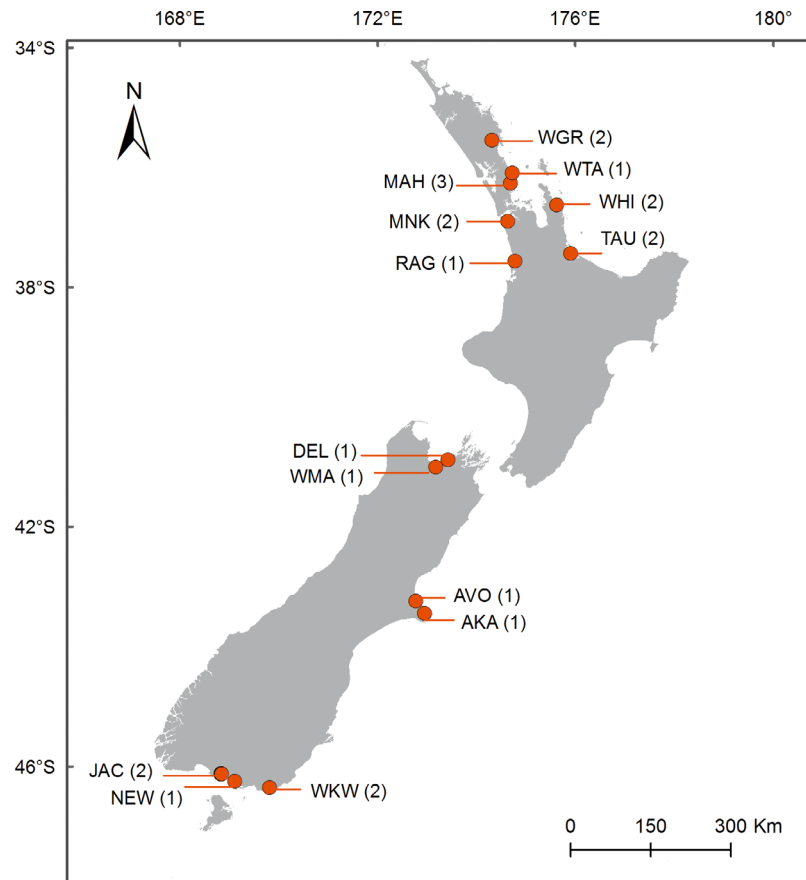 168°E 172°E 176°E 180°
34°S
N
WGR (2)
WTA (1)
MAH (3)
WHI (2)
MNK (2)
TAU (2)
RAG (1)
38°S
DEL (1)
WMA (1)
42°S
AVO (1)
AKA (1)
46°S
JAC (2)
NEW (1)
WKW (2)
0 150 300 Km